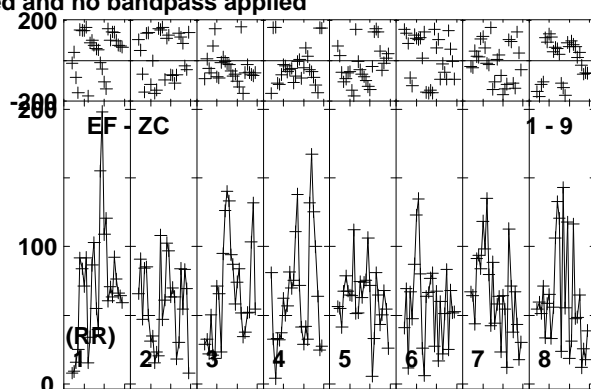 ed and no bandpass applied
200
-200
200
EF - ZC 1 - 9
100
(RR)
1 2 3 4 5 6 7 8
0